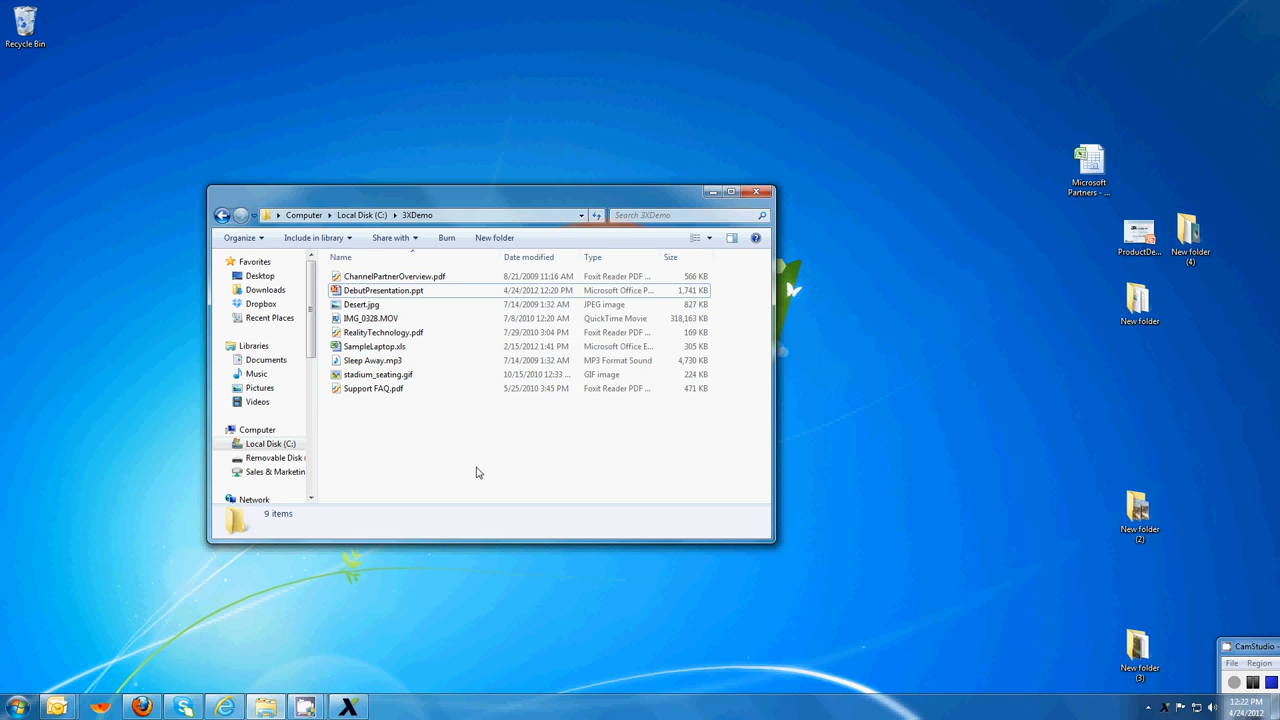 Recycle Bin
Microsoft
Partners - ...
ProductDe...
New folder
(4)
New folder
New folder
(2)
New folder
(3)
Computer
Local Disk (C:)
3XDemo
Search 3XDemo
Organize
Include in library
Share with
Burn
New folder
Name
Date modified
Type
Size
Favorites
Desktop
Downloads
Dropbox
Recent Places
Libraries
Documents
Music
Pictures
Videos
Computer
Local Disk (C:)
Removable Disk
Sales & Marketin
Network
ChannelPartnerOverview.pdf 8/21/2009 11:16 AM Foxit Reader PDF ... 566 KB
DebutPresentation.ppt 4/24/2012 12:20 PM Microsoft Office P... 1,741 KB
Desert.jpg 7/14/2009 1:32 AM JPEG image 827 KB
IMG_0328.MOV 7/8/2010 12:20 AM QuickTime Movie 318,163 KB
RealityTechnology.pdf 7/29/2010 3:04 PM Foxit Reader PDF ... 169 KB
SampleLaptop.xls 2/15/2012 1:41 PM Microsoft Office E... 305 KB
Sleep Away.mp3 7/14/2009 1:32 AM MP3 Format Sound 4,730 KB
stadium_seating.gif 10/15/2010 12:33 ... GIF image 224 KB
Support FAQ.pdf 5/25/2010 3:45 PM Foxit Reader PDF ... 471 KB
9 items
CamStudio -
File Region
12:22 PM
4/24/2012